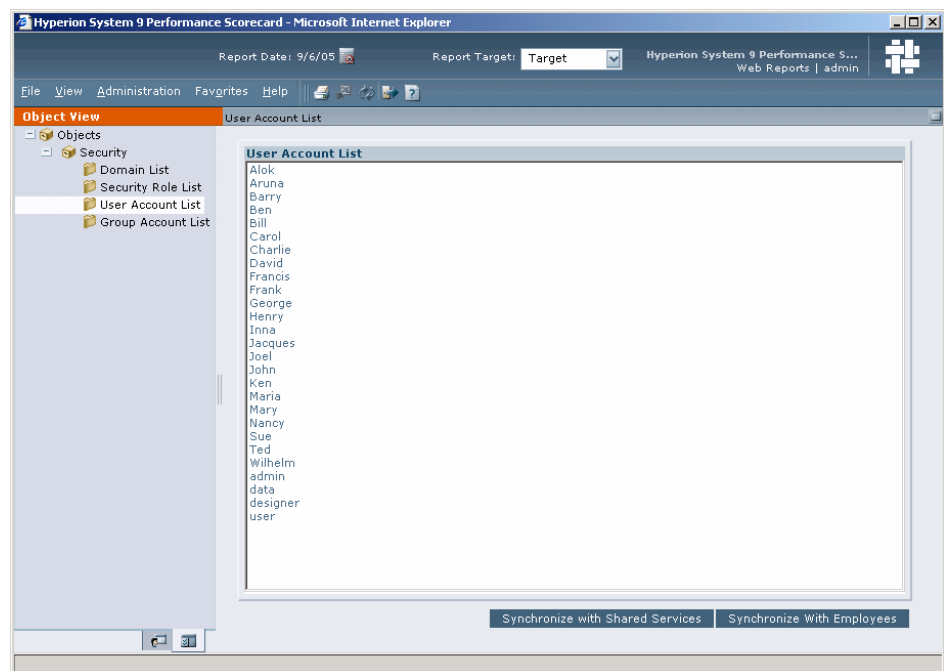 Hyperion System 9 Performance Scorecard - Microsoft Internet Explorer
Report Date: 9/6/05 Report Target: Target Hyperion System 9 Performance S...
Web Reports | admin
File View Administration Favorites Help
Object View
User Account List
Objects
Security
Domain List
Security Role List
User Account List
Group Account List
User Account List
Alok
Aruna
Barry
Ben
Bill
Carol
Charlie
David
Francis
Frank
George
Henry
Inna
Jacques
Joel
John
Ken
Maria
Mary
Nancy
Sue
Ted
Wilhelm
admin
data
designer
user
Synchronize with Shared Services Synchronize With Employees